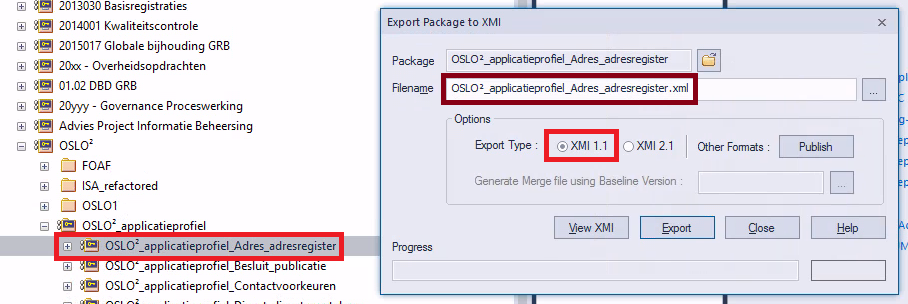 2013030 Basisregistraties
2014001 Kwaliteitscontrole
2015017 Globale bijhouding GRB
20xx - Overheidsopdrachten
01.02 DBD GRB
20yyy - Governance Proceswerking
Advies Project Informatie Beheersing
OSLO²
FOAF
ISA_refactored
OSLO1
OSLO²_applicatieprofiel
OSLO²_applicatieprofiel_Adres_adresregister
OSLO²_applicatieprofiel_Besluit_publicatie
OSLO²_applicatieprofiel_Contactvoorkeuren
Export Package to XMI
Package OSLO²_applicatieprofiel_Adres_adresregister
Filename OSLO²_applicatieprofiel_Adres_adresregister.xml ...
Options
Export Type : XMI 1.1 XMI 2.1 Other Formats : Publish
Generate Merge file using Baseline Version : ...
View XMI Export Close Help
Progress